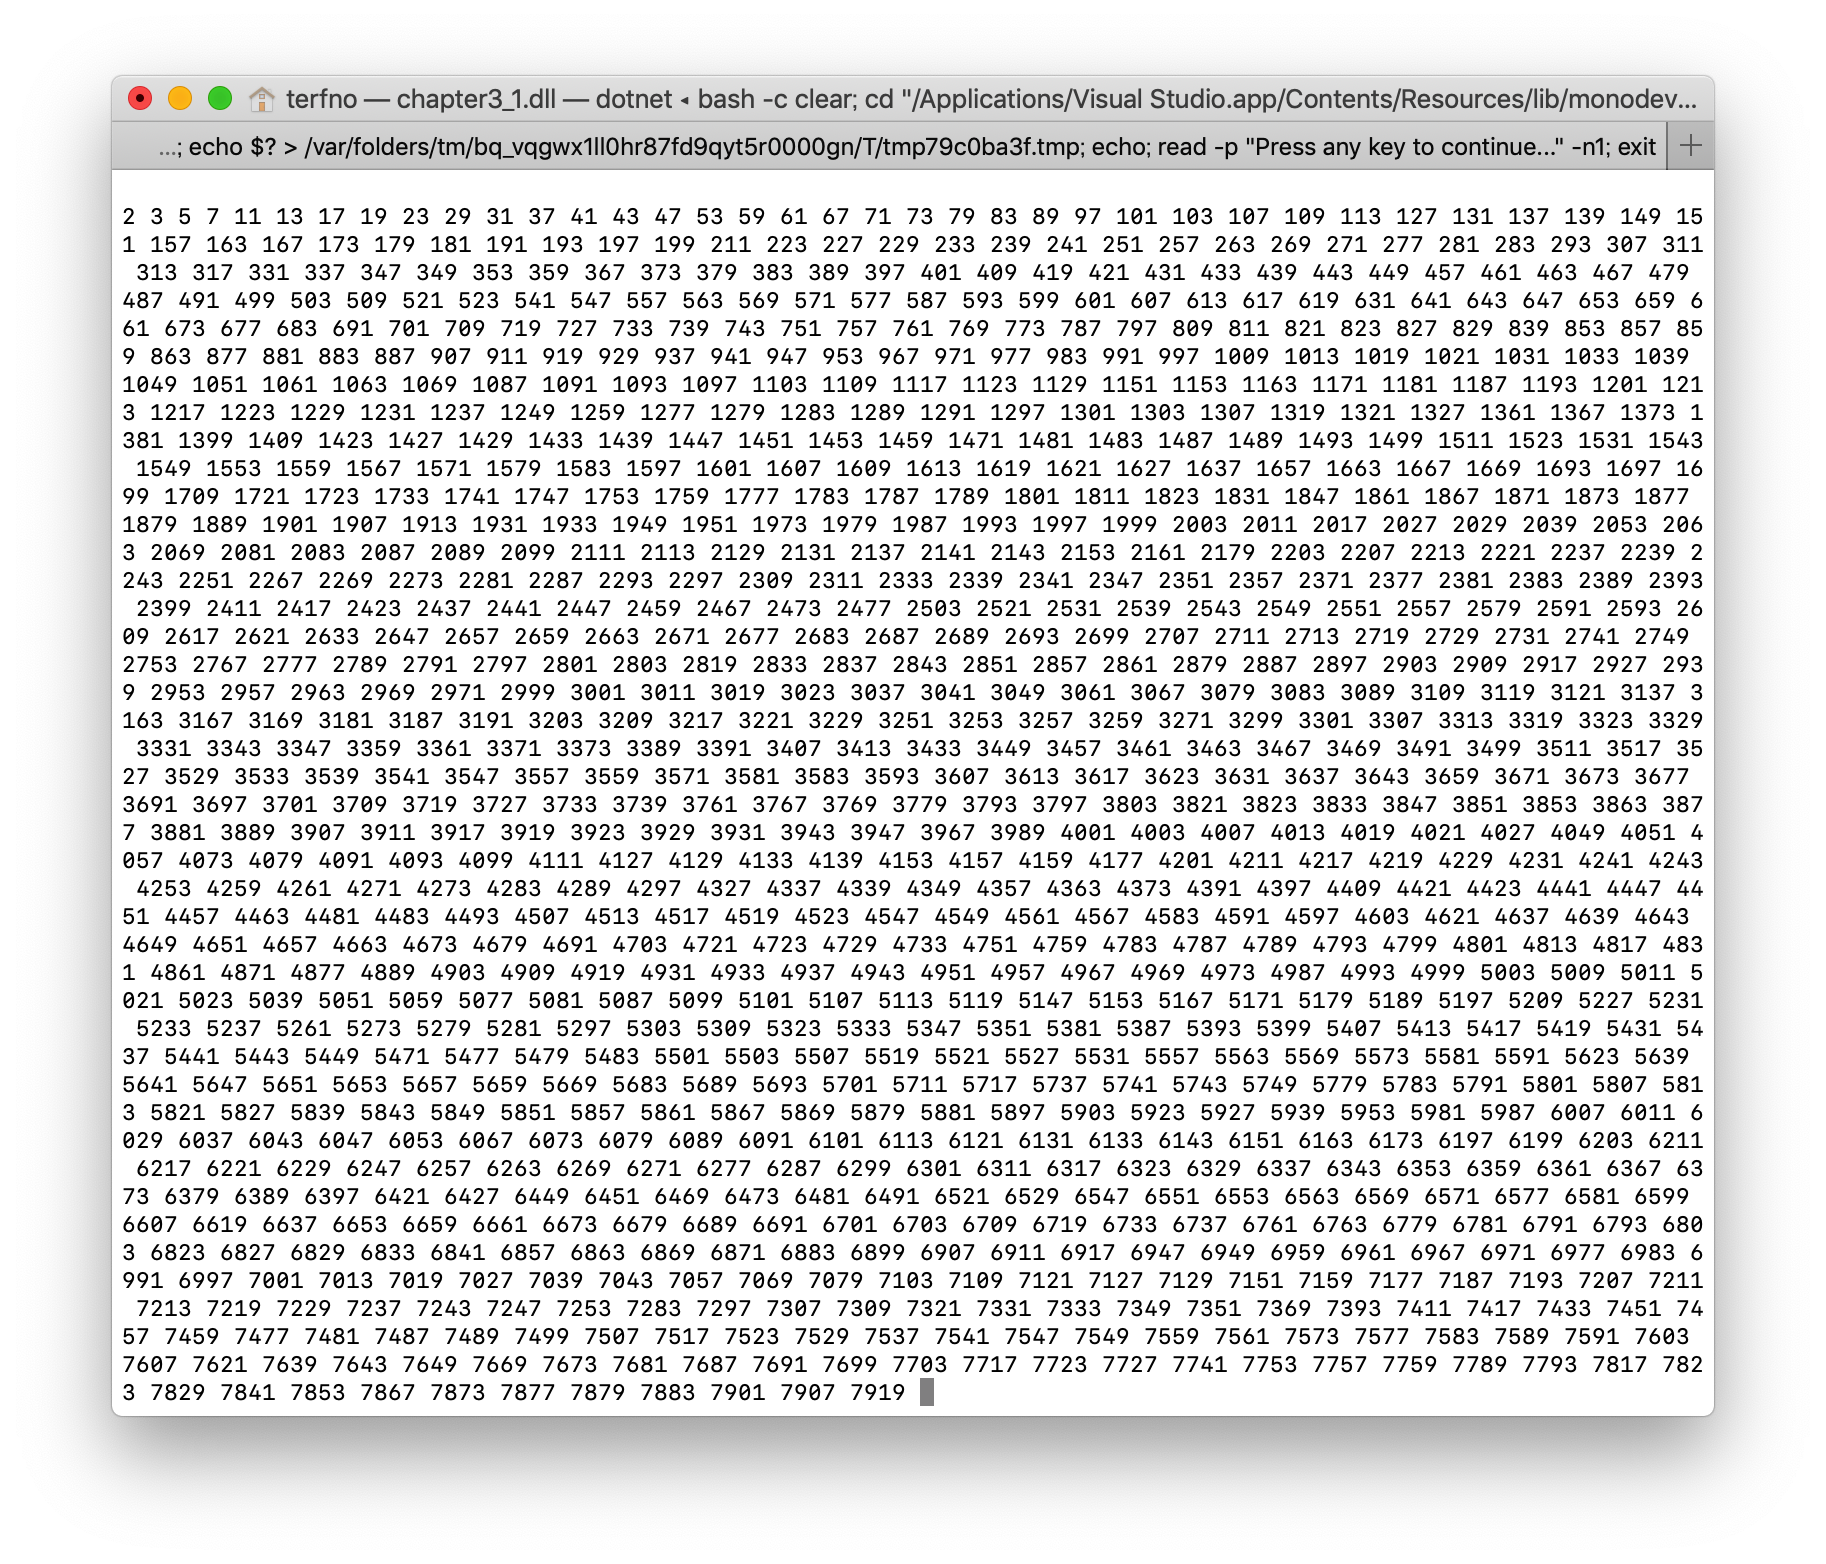 terfno — chapter3_1.dll — dotnet ◂ bash -c clear; cd "/Applications/Visual Studio.app/Contents/Resources/lib/monodev...
...; echo $? > /var/folders/tm/bq_vqgwx1ll0hr87fd9qyt5r0000gn/T/tmp79c0ba3f.tmp; echo; read -p "Press any key to continue..." -n1; exit
2 3 5 7 11 13 17 19 23 29 31 37 41 43 47 53 59 61 67 71 73 79 83 89 97 101 103 107 109 113 127 131 137 139 149 15
1 157 163 167 173 179 181 191 193 197 199 211 223 227 229 233 239 241 251 257 263 269 271 277 281 283 293 307 311
313 317 331 337 347 349 353 359 367 373 379 383 389 397 401 409 419 421 431 433 439 443 449 457 461 463 467 479
487 491 499 503 509 521 523 541 547 557 563 569 571 577 587 593 599 601 607 613 617 619 631 641 643 647 653 659 6
61 673 677 683 691 701 709 719 727 733 739 743 751 757 761 769 773 787 797 809 811 821 823 827 829 839 853 857 85
9 863 877 881 883 887 907 911 919 929 937 941 947 953 967 971 977 983 991 997 1009 1013 1019 1021 1031 1033 1039
1049 1051 1061 1063 1069 1087 1091 1093 1097 1103 1109 1117 1123 1129 1151 1153 1163 1171 1181 1187 1193 1201 121
3 1217 1223 1229 1231 1237 1249 1259 1277 1279 1283 1289 1291 1297 1301 1303 1307 1319 1321 1327 1361 1367 1373 1
381 1399 1409 1423 1427 1429 1433 1439 1447 1451 1453 1459 1471 1481 1483 1487 1489 1493 1499 1511 1523 1531 1543
1549 1553 1559 1567 1571 1579 1583 1597 1601 1607 1609 1613 1619 1621 1627 1637 1657 1663 1667 1669 1693 1697 16
99 1709 1721 1723 1733 1741 1747 1753 1759 1777 1783 1787 1789 1801 1811 1823 1831 1847 1861 1867 1871 1873 1877
1879 1889 1901 1907 1913 1931 1933 1949 1951 1973 1979 1987 1993 1997 1999 2003 2011 2017 2027 2029 2039 2053 206
3 2069 2081 2083 2087 2089 2099 2111 2113 2129 2131 2137 2141 2143 2153 2161 2179 2203 2207 2213 2221 2237 2239 2
243 2251 2267 2269 2273 2281 2287 2293 2297 2309 2311 2333 2339 2341 2347 2351 2357 2371 2377 2381 2383 2389 2393
2399 2411 2417 2423 2437 2441 2447 2459 2467 2473 2477 2503 2521 2531 2539 2543 2549 2551 2557 2579 2591 2593 26
09 2617 2621 2633 2647 2657 2659 2663 2671 2677 2683 2687 2689 2693 2699 2707 2711 2713 2719 2729 2731 2741 2749
2753 2767 2777 2789 2791 2797 2801 2803 2819 2833 2837 2843 2851 2857 2861 2879 2887 2897 2903 2909 2917 2927 293
9 2953 2957 2963 2969 2971 2999 3001 3011 3019 3023 3037 3041 3049 3061 3067 3079 3083 3089 3109 3119 3121 3137 3
163 3167 3169 3181 3187 3191 3203 3209 3217 3221 3229 3251 3253 3257 3259 3271 3299 3301 3307 3313 3319 3323 3329
3331 3343 3347 3359 3361 3371 3373 3389 3391 3407 3413 3433 3449 3457 3461 3463 3467 3469 3491 3499 3511 3517 35
27 3529 3533 3539 3541 3547 3557 3559 3571 3581 3583 3593 3607 3613 3617 3623 3631 3637 3643 3659 3671 3673 3677
3691 3697 3701 3709 3719 3727 3733 3739 3761 3767 3769 3779 3793 3797 3803 3821 3823 3833 3847 3851 3853 3863 387
7 3881 3889 3907 3911 3917 3919 3923 3929 3931 3943 3947 3967 3989 4001 4003 4007 4013 4019 4021 4027 4049 4051 4
057 4073 4079 4091 4093 4099 4111 4127 4129 4133 4139 4153 4157 4159 4177 4201 4211 4217 4219 4229 4231 4241 4243
4253 4259 4261 4271 4273 4283 4289 4297 4327 4337 4339 4349 4357 4363 4373 4391 4397 4409 4421 4423 4441 4447 44
51 4457 4463 4481 4483 4493 4507 4513 4517 4519 4523 4547 4549 4561 4567 4583 4591 4597 4603 4621 4637 4639 4643
4649 4651 4657 4663 4673 4679 4691 4703 4721 4723 4729 4733 4751 4759 4783 4787 4789 4793 4799 4801 4813 4817 483
1 4861 4871 4877 4889 4903 4909 4919 4931 4933 4937 4943 4951 4957 4967 4969 4973 4987 4993 4999 5003 5009 5011 5
021 5023 5039 5051 5059 5077 5081 5087 5099 5101 5107 5113 5119 5147 5153 5167 5171 5179 5189 5197 5209 5227 5231
5233 5237 5261 5273 5279 5281 5297 5303 5309 5323 5333 5347 5351 5381 5387 5393 5399 5407 5413 5417 5419 5431 54
37 5441 5443 5449 5471 5477 5479 5483 5501 5503 5507 5519 5521 5527 5531 5557 5563 5569 5573 5581 5591 5623 5639
5641 5647 5651 5653 5657 5659 5669 5683 5689 5693 5701 5711 5717 5737 5741 5743 5749 5779 5783 5791 5801 5807 581
3 5821 5827 5839 5843 5849 5851 5857 5861 5867 5869 5879 5881 5897 5903 5923 5927 5939 5953 5981 5987 6007 6011 6
029 6037 6043 6047 6053 6067 6073 6079 6089 6091 6101 6113 6121 6131 6133 6143 6151 6163 6173 6197 6199 6203 6211
6217 6221 6229 6247 6257 6263 6269 6271 6277 6287 6299 6301 6311 6317 6323 6329 6337 6343 6353 6359 6361 6367 63
73 6379 6389 6397 6421 6427 6449 6451 6469 6473 6481 6491 6521 6529 6547 6551 6553 6563 6569 6571 6577 6581 6599
6607 6619 6637 6653 6659 6661 6673 6679 6689 6691 6701 6703 6709 6719 6733 6737 6761 6763 6779 6781 6791 6793 680
3 6823 6827 6829 6833 6841 6857 6863 6869 6871 6883 6899 6907 6911 6917 6947 6949 6959 6961 6967 6971 6977 6983 6
991 6997 7001 7013 7019 7027 7039 7043 7057 7069 7079 7103 7109 7121 7127 7129 7151 7159 7177 7187 7193 7207 7211
7213 7219 7229 7237 7243 7247 7253 7283 7297 7307 7309 7321 7331 7333 7349 7351 7369 7393 7411 7417 7433 7451 74
57 7459 7477 7481 7487 7489 7499 7507 7517 7523 7529 7537 7541 7547 7549 7559 7561 7573 7577 7583 7589 7591 7603
7607 7621 7639 7643 7649 7669 7673 7681 7687 7691 7699 7703 7717 7723 7727 7741 7753 7757 7759 7789 7793 7817 782
3 7829 7841 7853 7867 7873 7877 7879 7883 7901 7907 7919